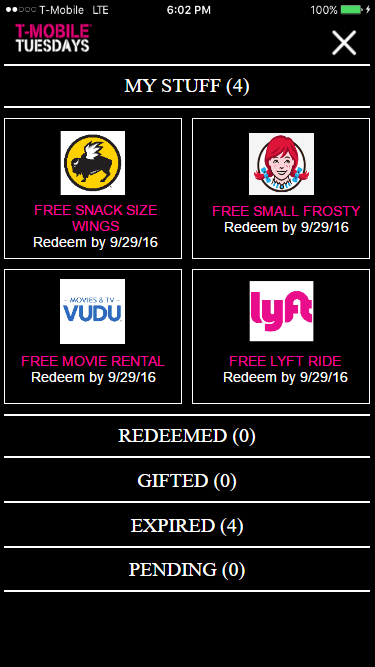 T-Mobile LTE 6:02 PM 100%
T-MOBILE
TUESDAYS
MY STUFF (4)
FREE SNACK SIZE
WINGS
Redeem by 9/29/16
FREE SMALL FROSTY
Redeem by 9/29/16
MOVIES & TV
VUDU
FREE MOVIE RENTAL
Redeem by 9/29/16
lyft
FREE LYFT RIDE
Redeem by 9/29/16
REDEEMED (0)
GIFTED (0)
EXPIRED (4)
PENDING (0)